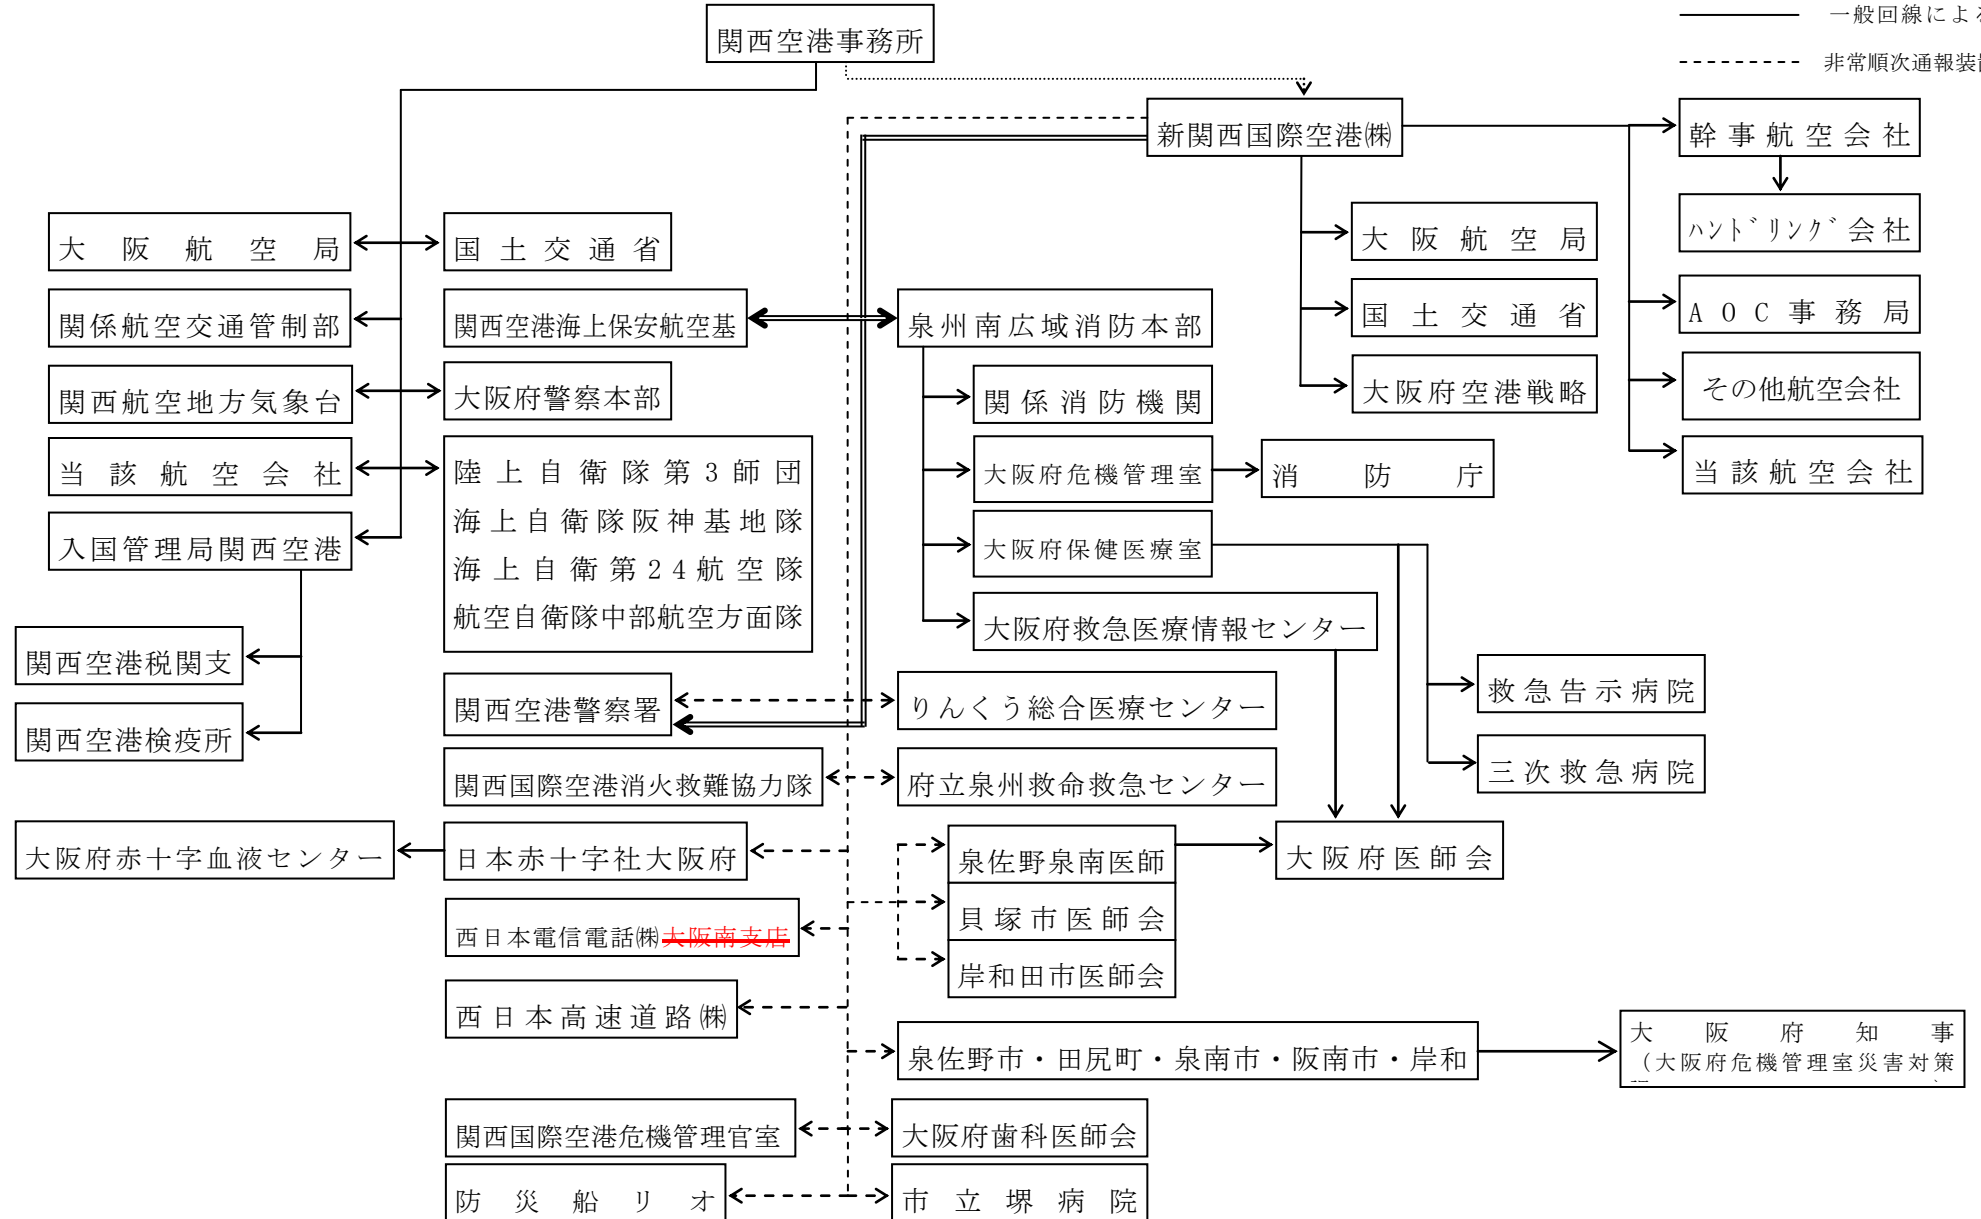 関西空港事務所
一般回線による
非常順次通報装
新関西国際空港㈱
幹事航空会社
ﾊﾝﾄﾞﾘﾝｸﾞ会社
大阪航空局
国土交通省
大阪航空局
関係航空交通管制部
関西空港海上保安航空基
泉州南広域消防本部
国土交通省
AOC事務局
関西航空地方気象台
大阪府警察本部
関係消防機関
大阪府空港戦略
その他航空会社
当該航空会社
陸上自衛隊第3師団
海上自衛隊阪神基地隊
海上自衛第24航空隊
航空自衛隊中部航空方面隊
大阪府危機管理室
消防庁
当該航空会社
入国管理局関西空港
大阪府保健医療室
大阪府救急医療情報センター
関西空港税関支
関西空港検疫所
関西空港警察署
りんくう総合医療センター
救急告示病院
三次救急病院
関西国際空港消火救難協力隊
府立泉州救命救急センター
大阪府赤十字血液センター
日本赤十字社大阪府
泉佐野泉南医師
大阪府医師会
貝塚市医師会
岸和田市医師会
西日本電信電話㈱大阪南支店
西日本高速道路㈱
泉佐野市・田尻町・泉南市・阪南市・岸和
大阪府知事
（大阪府危機管理室災害対策
関西国際空港危機管理官室
大阪府歯科医師会
防災船リオ
市立堺病院